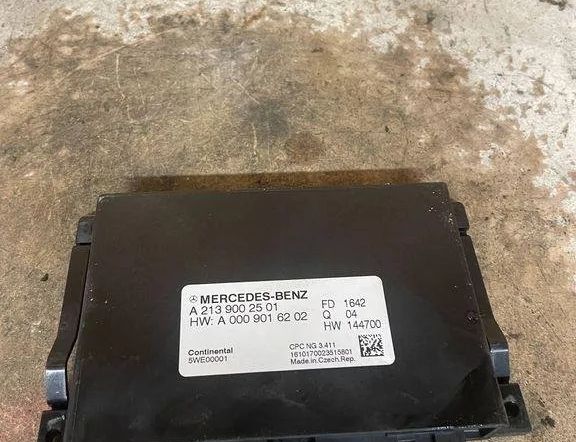 MERCEDES-BENZ
A 213 900 25 01
HW: A 000 901 62 02
FD 1642
Q 04
HW 144700
Continental
5WE00001
CPC NG 3.411
1610170023515801
Made in Czech.Rep.